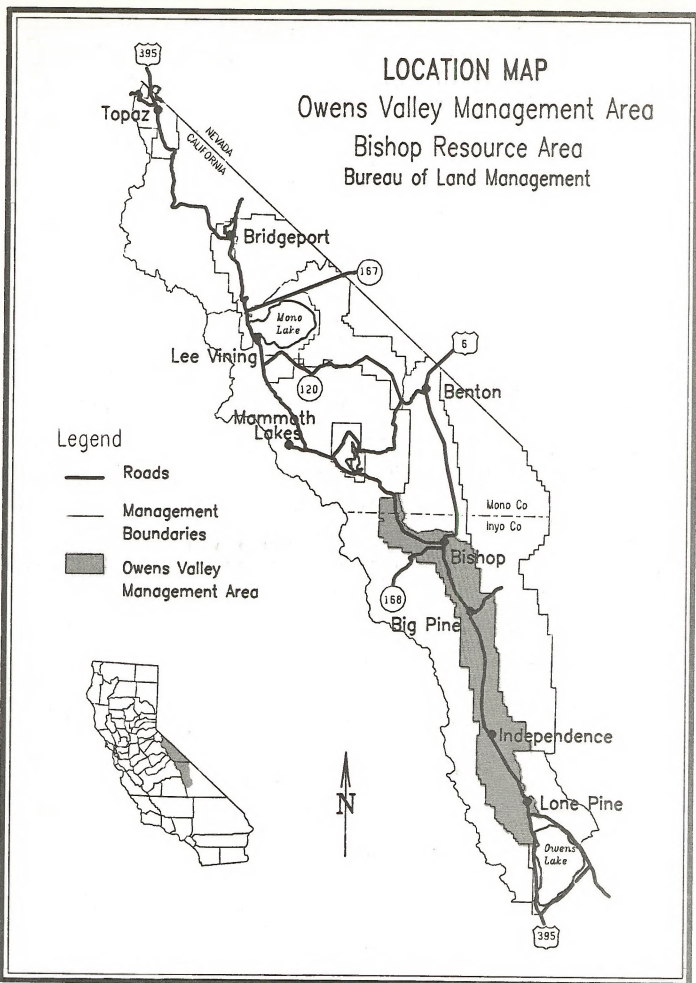 LOCATION MAP
Owens Valley Management Area
Bishop Resource Area
Bureau of Land Management
395
Topaz
NEVADA
CALIFORNIA
Bridgeport
167
Mono
Lake
Lee Vining
6
120
Benton
Mammoth
Lakes
Legend
Roads
Management
Boundaries
Owens Valley
Management Area
Mono Co
Inyo Co
Bishop
168
Big Pine
Independence
N
Lone Pine
Owens
Lake
395